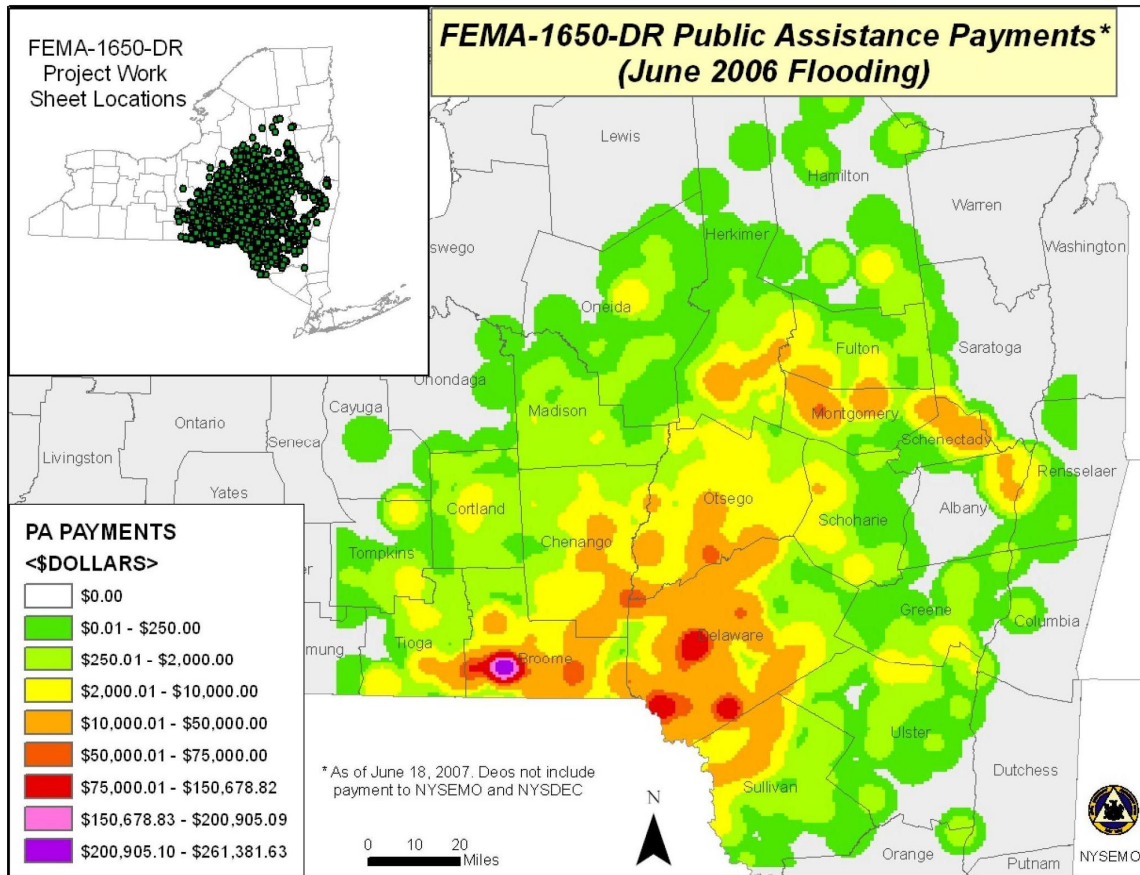 FEMA-1650-DR
Project Work
Sheet Locations
FEMA-1650-DR Public Assistance Payments*
(June 2006 Flooding)
Lewis
Hamilton
Warren
Washington
Herkimer
swego
Oneida
Fulton
Saratoga
Onondaga
Cayuga
Madison
Montgomery
Ontario
Seneca
Schenectady
Livingston
Rensselaer
Yates
Otsego
Cortland
Albany
Schoharie
Chenango
Tompkins
er
Greene
Columbia
Delaware
Tioga
mung
Broome
Ulster
Dutchess
Sullivan
Orange
Putnam
PA PAYMENTS
<$DOLLARS>
$0.00
$0.01 - $250.00
$250.01 - $2,000.00
$2,000.01 - $10,000.00
$10,000.01 - $50,000.00
$50,000.01 - $75,000.00
$75,000.01 - $150,678.82
$150,678.83 - $200,905.09
$200,905.10 - $261,381.63
* As of June 18, 2007. Deos not include
payment to NYSEMO and NYSDEC
0 10 20
Miles
N
NYSEMO